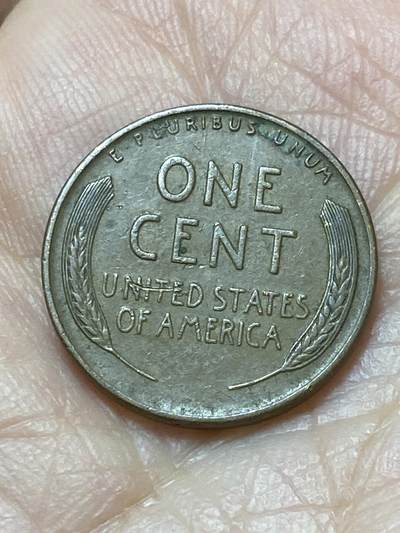 E PLURIBUS UNUM
ONE
CENT
UNITED STATES
OF AMERICA